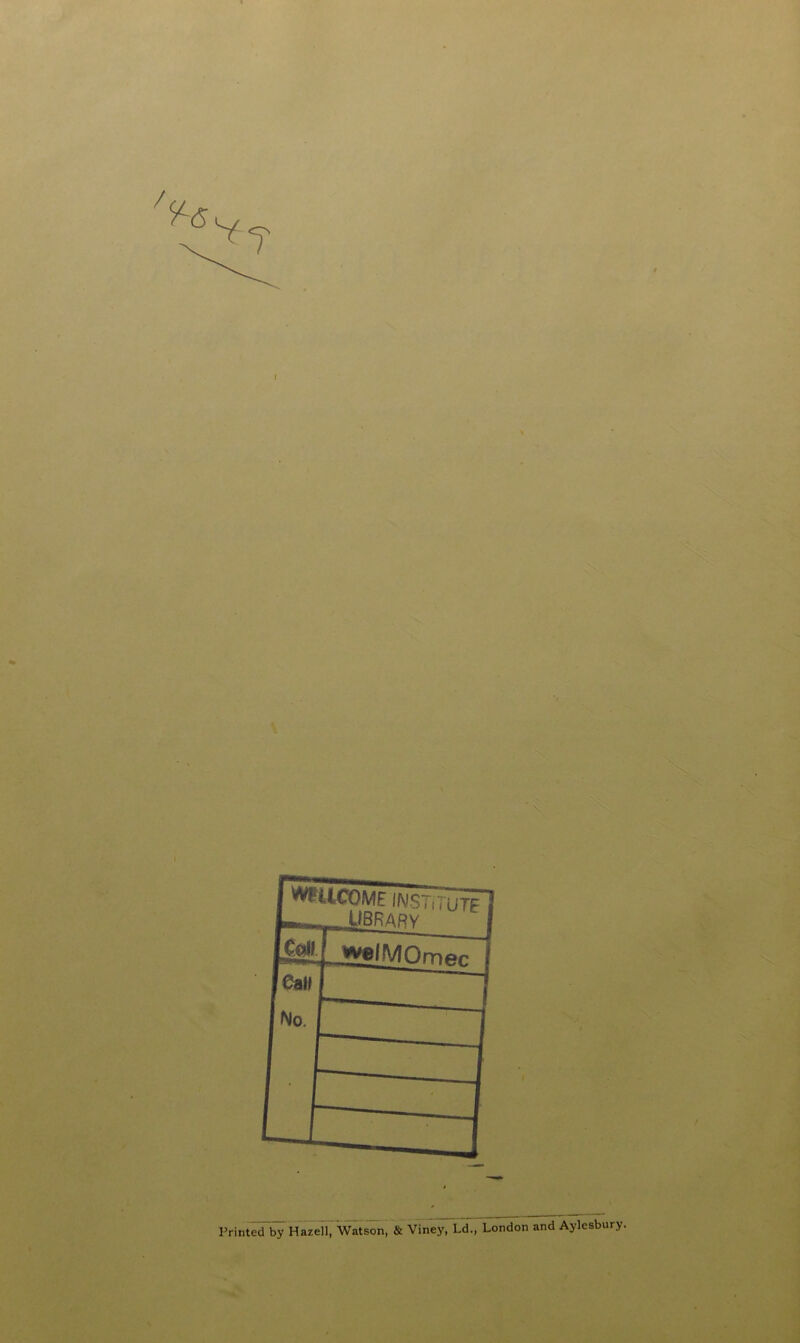 WELLCOME INSTITUTE
LIBRARY
Coll. welMOmec
Call
No.
Printed by Hazell, Watson, & Viney, Ld., London and Aylesbury.